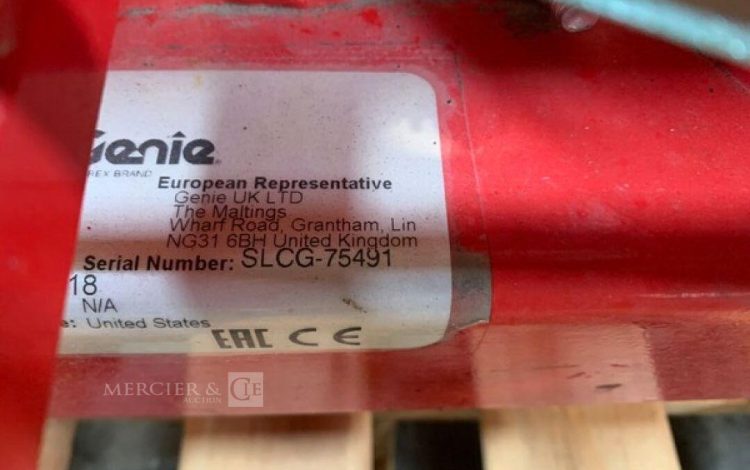 Genie
REX BRAND
European Representative
Genie UK LTD
The Maltings
Wharf Road, Grantham, Lin
NG31 6BH United Kingdom
Serial Number: SLCG-75491
18
N/A
e: United States
EAC CE
MERCIER & CIE
AUCTION